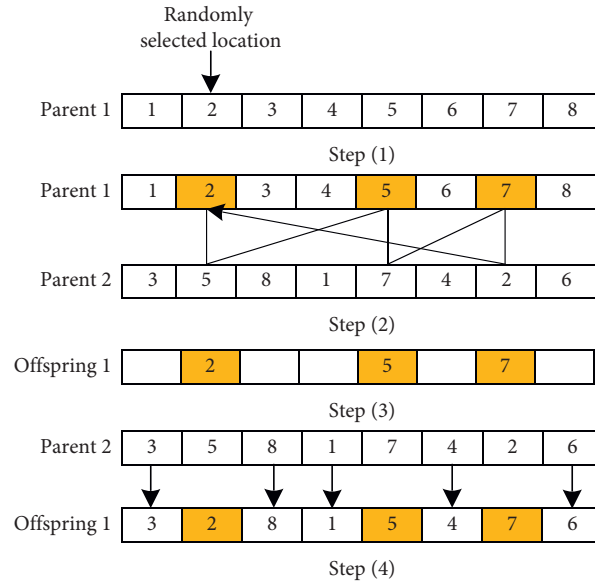 Randomly
selected location
Parent 1 1 2 3 4 5 6 7 8
Step (1)
Parent 1 1 2 3 4 5 6 7 8
Parent 2 3 5 8 1 7 4 2 6
Step (2)
Offspring 1 2 5 7
Step (3)
Parent 2 3 5 8 1 7 4 2 6
Offspring 1 3 2 8 1 5 4 7 6
Step (4)